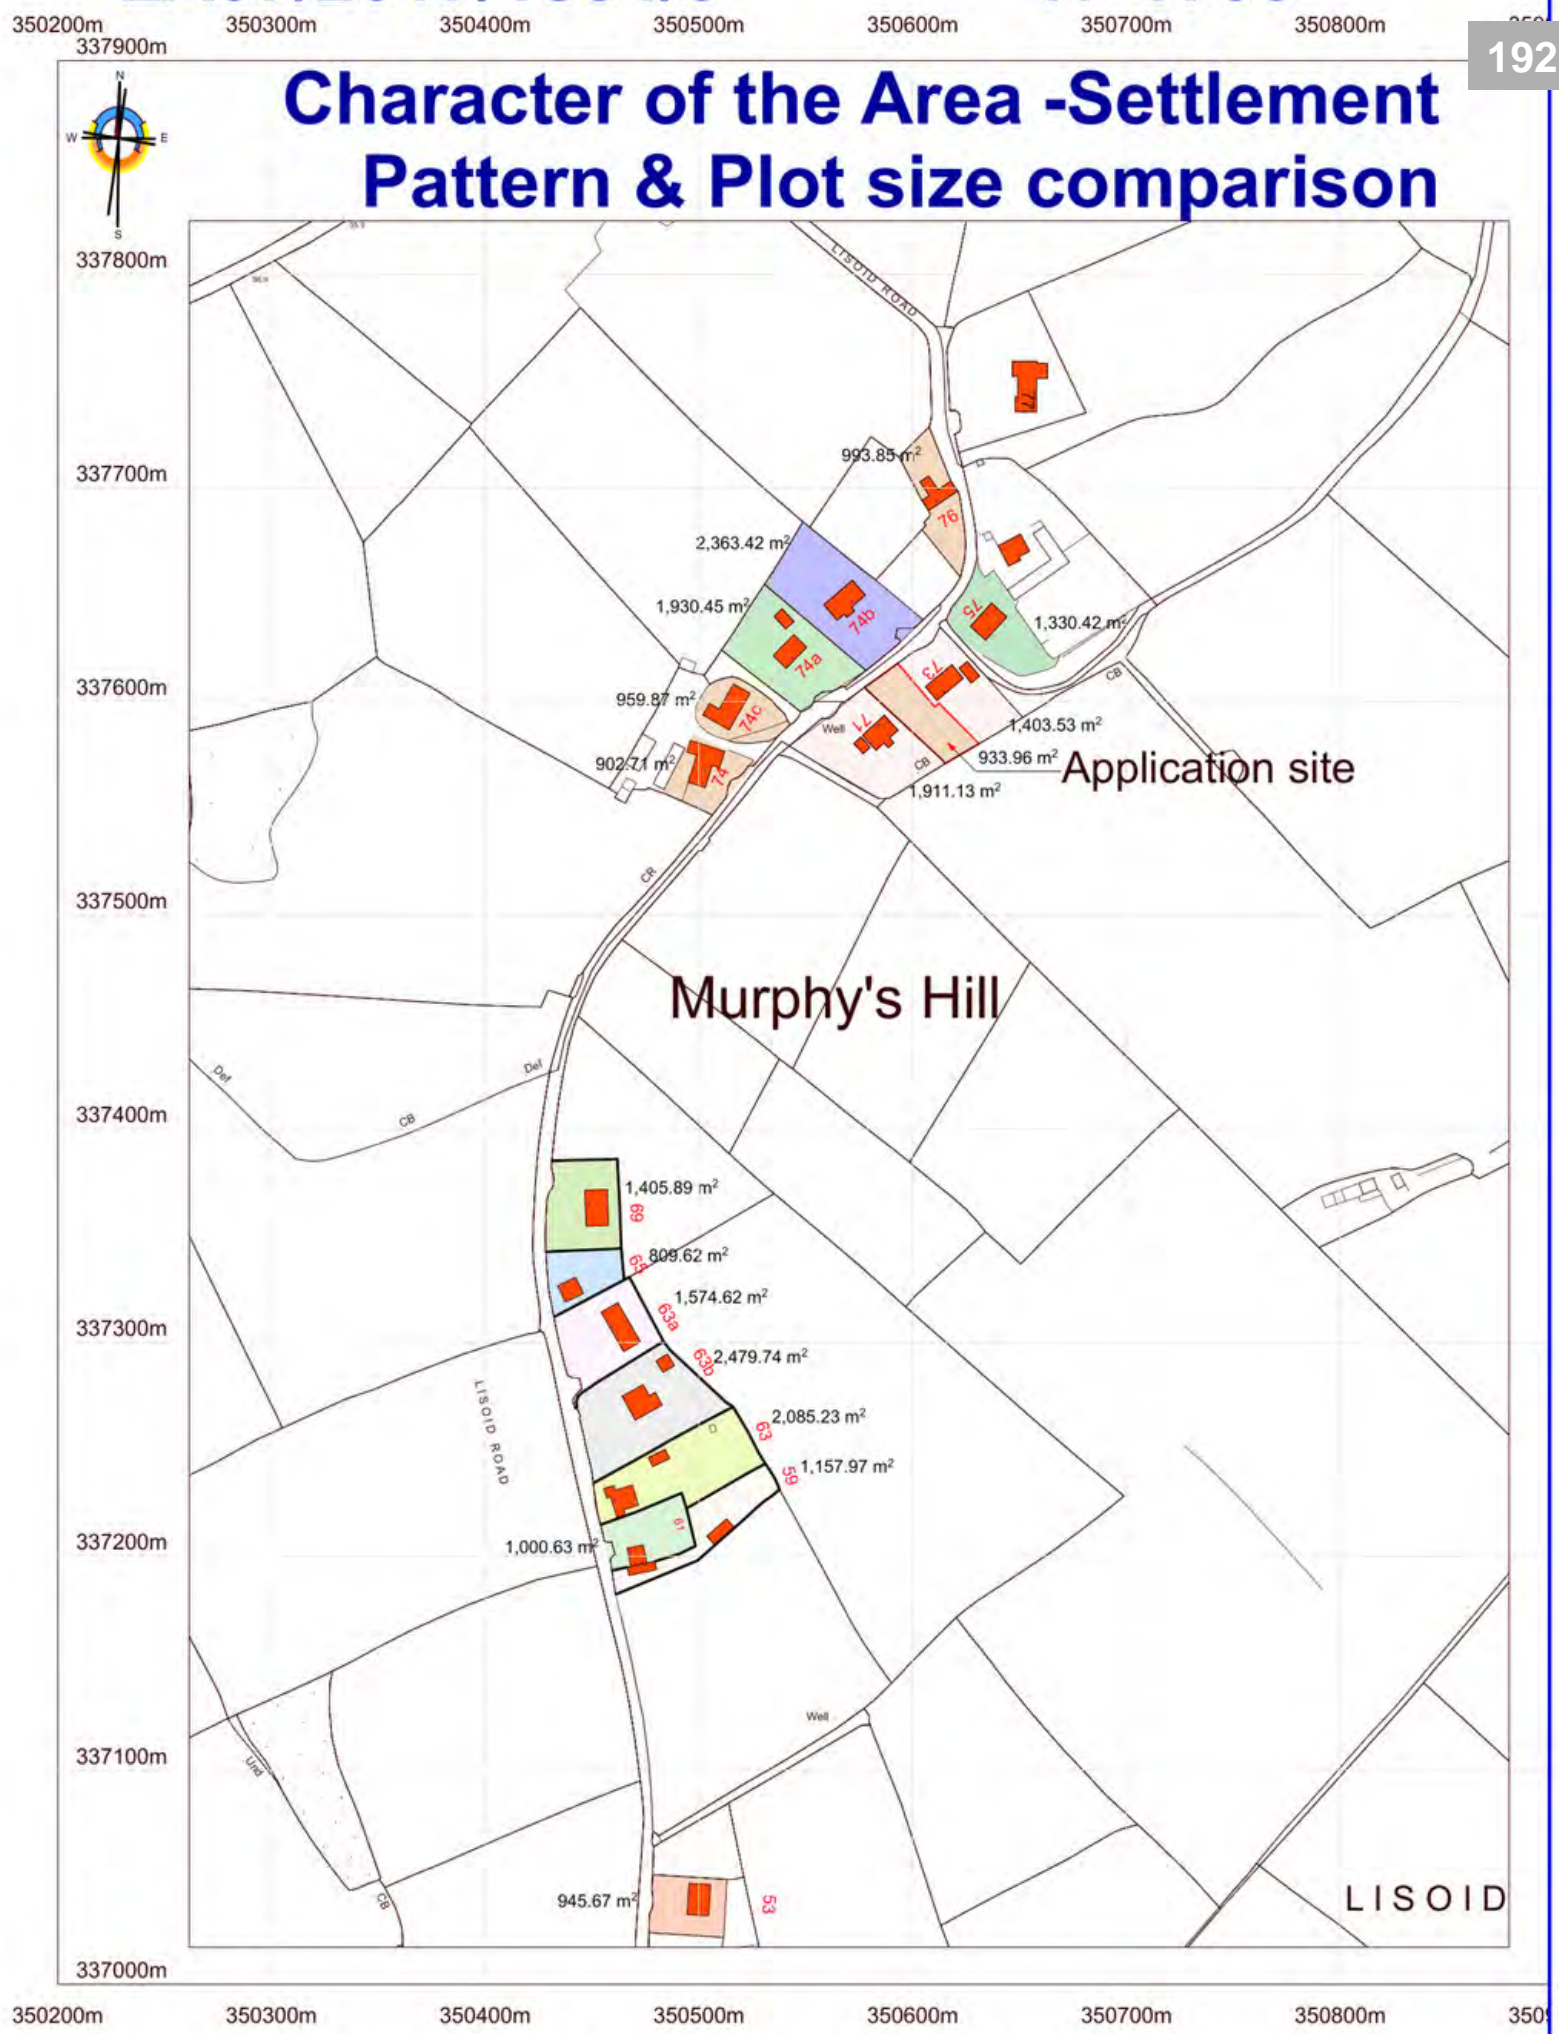 350200m 350300m 350400m 350500m 350600m 350700m 350800m
192
337900m
N
W E
S
Character of the Area -Settlement
Pattern & Plot size comparison
337800m
LISOID ROAD
77
337700m
993.85 m²
76
2,363.42 m²
74b
1,930.45 m²
74a
75
1,330.42 m²
73
CB
337600m
959.87 m²
74c
Well
71
1,403.53 m²
902.71 m²
74
CB
933.96 m²
Application site
1,911.13 m²
CR
337500m
Murphy's Hill
Def
Def
CB
337400m
1,405.89 m²
69
65
809.62 m²
63a
1,574.62 m²
337300m
63b
2,479.74 m²
LISOID ROAD
63
2,085.23 m²
59
1,157.97 m²
61
337200m
1,000.63 m²
Well
337100m
Und
CB
945.67 m²
53
LISOID
337000m
350200m 350300m 350400m 350500m 350600m 350700m 350800m